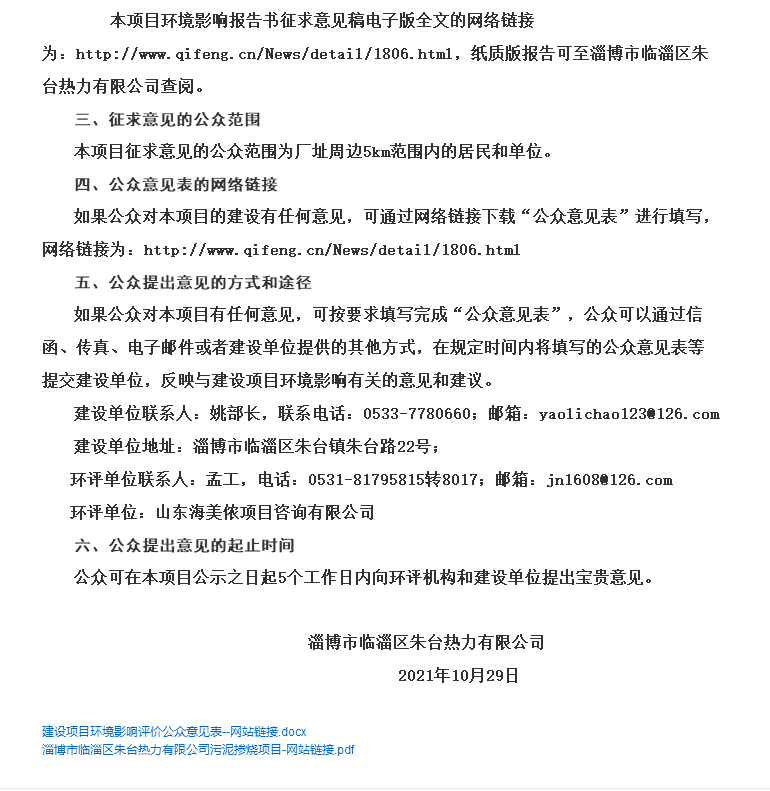 本项目环境影响报告书征求意见稿电子版全文的网络链接
为：http://www.qifeng.cn/News/detail/1806.html，纸质版报告可至淄博市临淄区朱
台热力有限公司查阅。
三、征求意见的公众范围
本项目征求意见的公众范围为厂址周边5km范围内的居民和单位。
四、公众意见表的网络链接
如果公众对本项目的建设有任何意见，可通过网络链接下载“公众意见表”进行填写，
网络链接为：http://www.qifeng.cn/News/detail/1806.html
五、公众提出意见的方式和途径
如果公众对本项目有任何意见，可按要求填写完成“公众意见表”，公众可以通过信
函、传真、电子邮件或者建设单位提供的其他方式，在规定时间内将填写的公众意见表等
提交建设单位，反映与建设项目环境影响有关的意见和建议。
建设单位联系人：姚部长，联系电话：0533-7780660；邮箱：yaolichao123@126.com
建设单位地址：淄博市临淄区朱台镇朱台路22号；
环评单位联系人：孟工，电话：0531-81795815转8017；邮箱：jn1608@126.com
环评单位：山东海美侬项目咨询有限公司
六、公众提出意见的起止时间
公众可在本项目公示之日起5个工作日内向环评机构和建设单位提出宝贵意见。
淄博市临淄区朱台热力有限公司
2021年10月29日
建设项目环境影响评价公众意见表--网站链接.docx
淄博市临淄区朱台热力有限公司污泥掺烧项目-网站链接.pdf